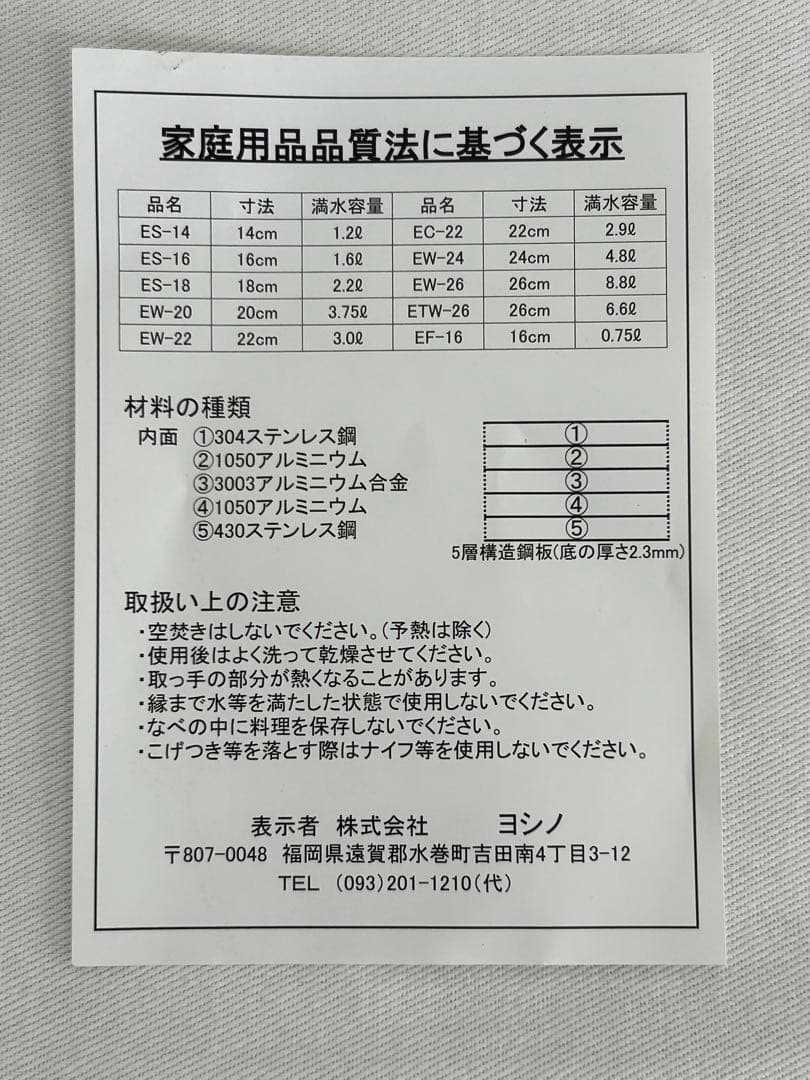 家庭用品品質法に基づく表示
品名 寸法 満水容量 品名 寸法 満水容量
ES-14 14cm 1.2ℓ EC-22 22cm 2.9ℓ
ES-16 16cm 1.6ℓ EW-24 24cm 4.8ℓ
ES-18 18cm 2.2ℓ EW-26 26cm 8.8ℓ
EW-20 20cm 3.75ℓ ETW-26 26cm 6.6ℓ
EW-22 22cm 3.0ℓ EF-16 16cm 0.75ℓ
材料の種類
内面 ①304ステンレス鋼
②1050アルミニウム
③3003アルミニウム合金
④1050アルミニウム
⑤430ステンレス鋼
①
②
③
④
⑤
5層構造鋼板(底の厚さ2.3mm)
取扱い上の注意
・空焚きはしないでください。(予熱は除く)
・使用後はよく洗って乾燥させてください。
・取っ手の部分が熱くなることがあります。
・縁まで水等を満たした状態で使用しないでください。
・なべの中に料理を保存しないでください。
・こげつき等を落とす際はナイフ等を使用しないでください。
表示者 株式会社 ヨシノ
〒807-0048 福岡県遠賀郡水巻町吉田南4丁目3-12
TEL (093)201-1210(代)